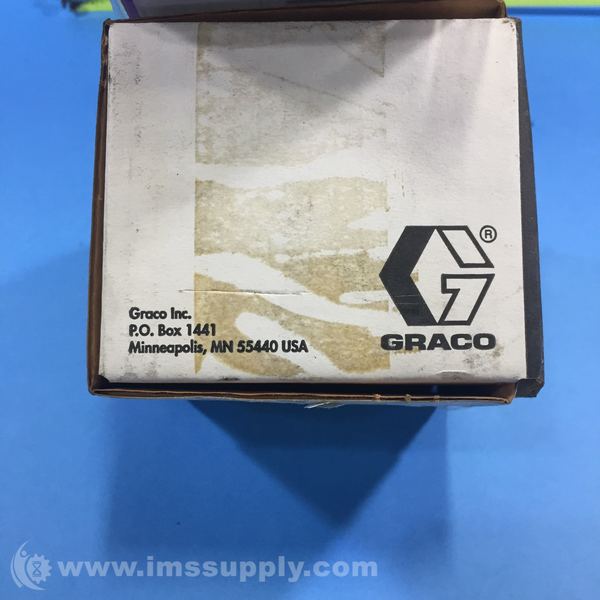 Graco Inc.
P.O. Box 1441
Minneapolis, MN 55440 USA
®
GRACO
www.imssupply.com